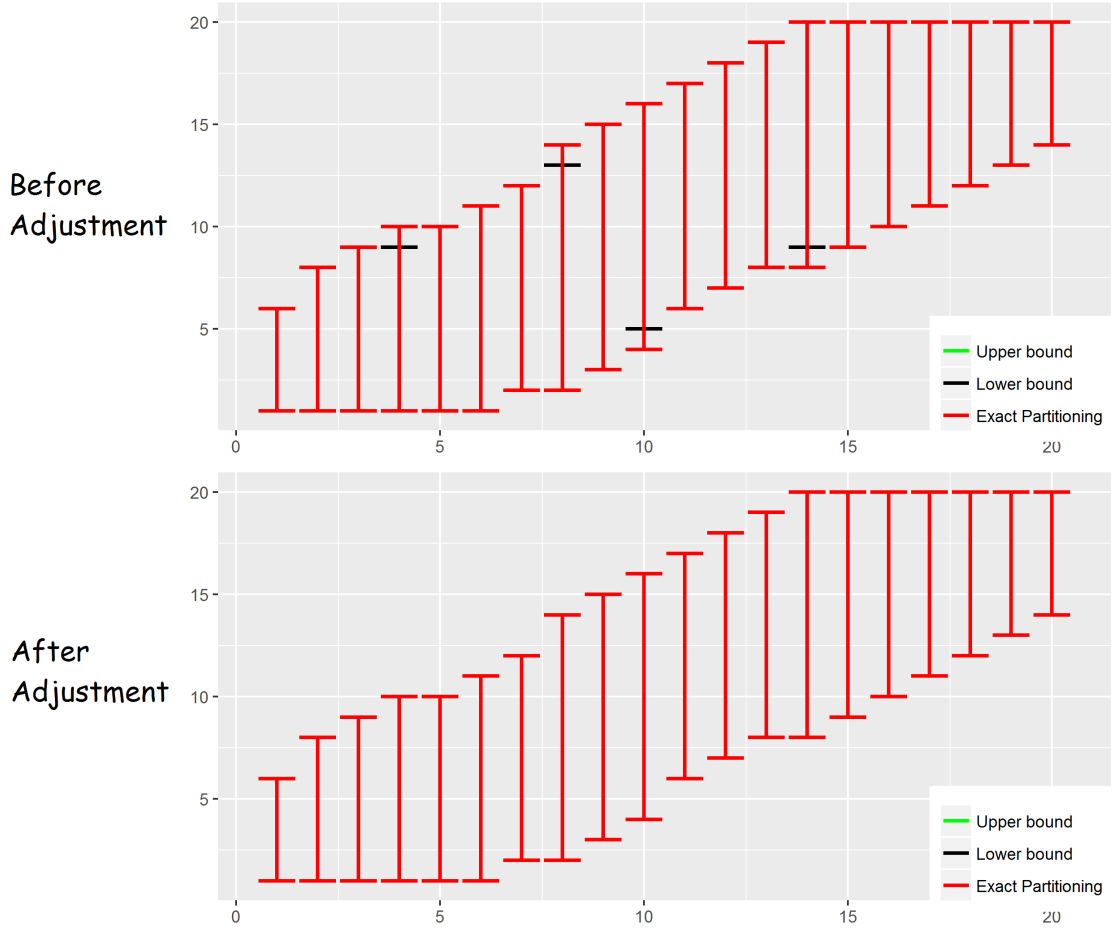 20
15
10
5
Before
Adjustment
Upper bound
Lower bound
Exact Partitioning
0 5 10 15 20
20
15
10
5
After
Adjustment
Upper bound
Lower bound
Exact Partitioning
0 5 10 15 20